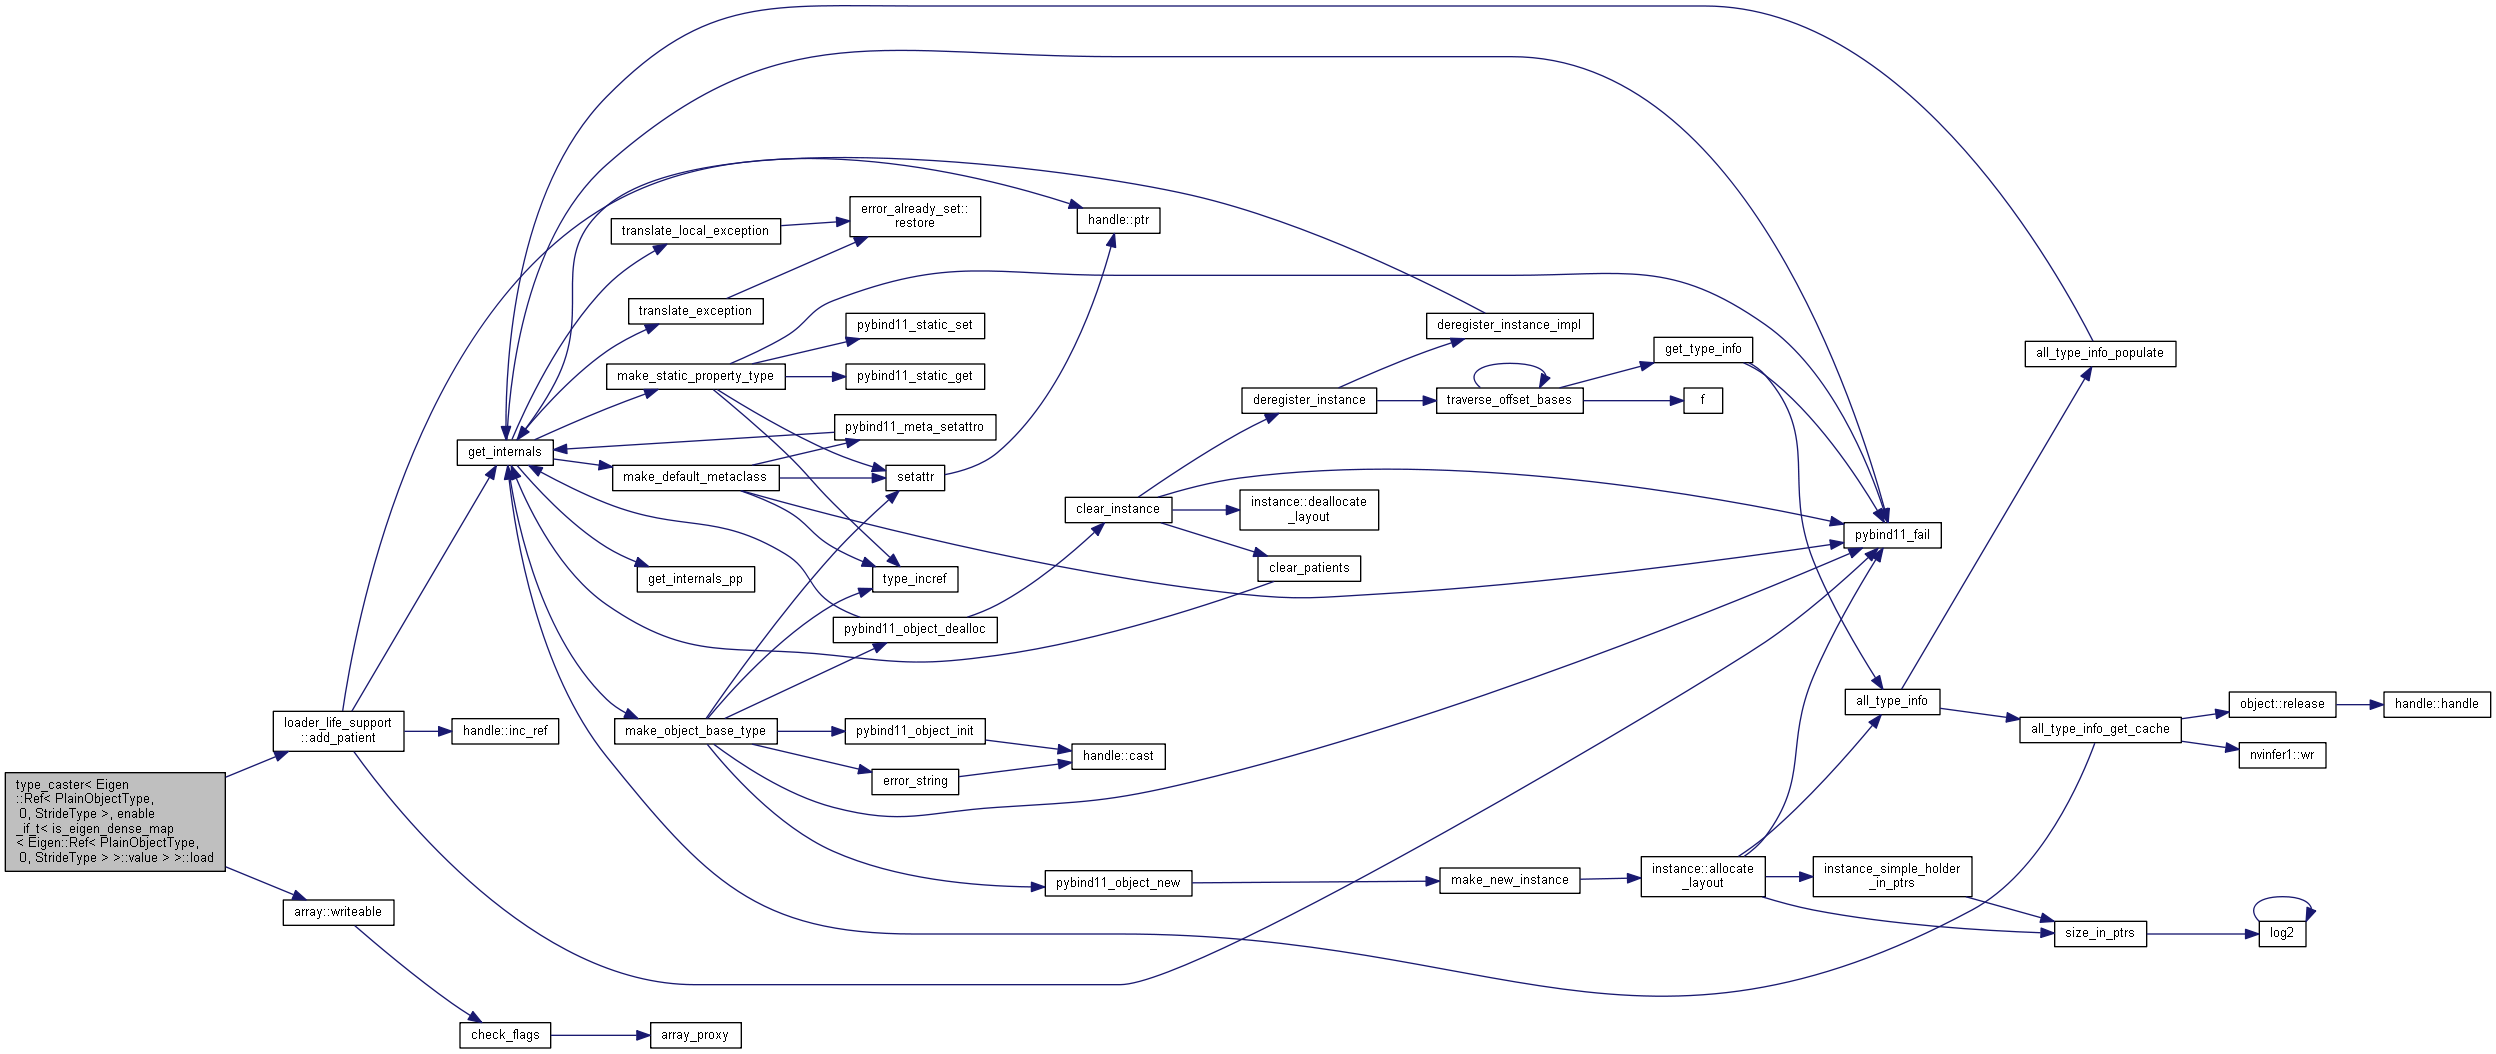 type_caster< Eigen
::Ref< PlainObjectType,
0, StrideType >, enable
_if_t< is_eigen_dense_map
< Eigen::Ref< PlainObjectType,
0, StrideType > >::value > >::load
loader_life_support
::add_patient
array::writeable
get_internals
handle::inc_ref
check_flags
array_proxy
translate_local_exception
translate_exception
make_static_property_type
make_default_metaclass
get_internals_pp
make_object_base_type
error_already_set::
restore
pybind11_static_set
pybind11_static_get
pybind11_meta_setattro
setattr
type_incref
pybind11_object_dealloc
pybind11_object_init
error_string
handle::ptr
clear_instance
handle::cast
pybind11_object_new
deregister_instance
instance::deallocate
_layout
clear_patients
deregister_instance_impl
traverse_offset_bases
make_new_instance
get_type_info
f
instance::allocate
_layout
pybind11_fail
all_type_info
instance_simple_holder
_in_ptrs
all_type_info_populate
all_type_info_get_cache
size_in_ptrs
object::release
nvinfer1::wr
log2
handle::handle